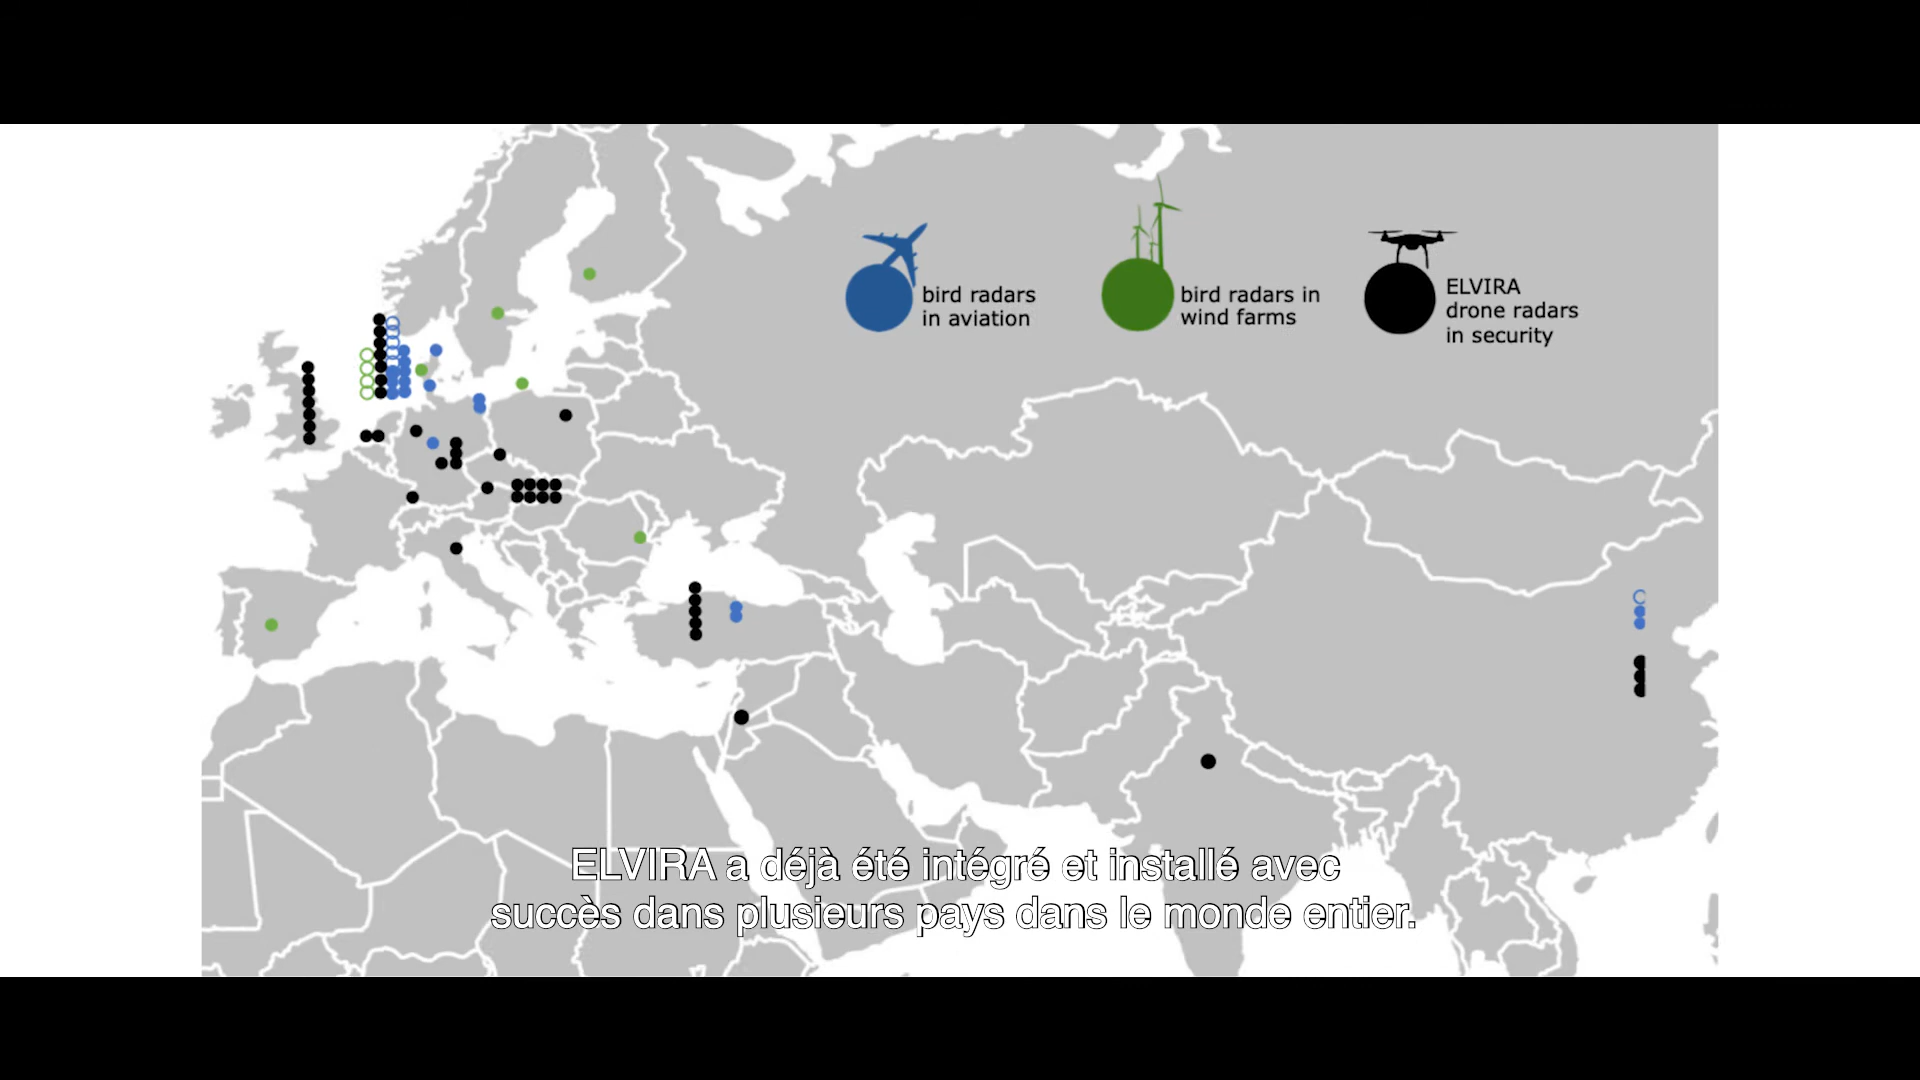 bird radars
in aviation
bird radars in
wind farms
ELVIRA
drone radars
in security
ELVIRA a déjà été intégré et installé avec
succès dans plusieurs pays dans le monde entier.